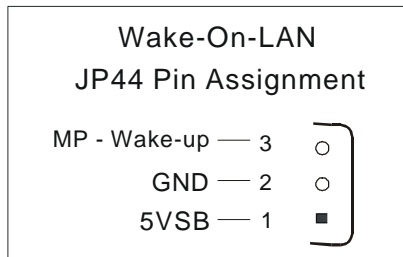 Wake-On-LAN
JP44 Pin Assignment
MP - Wake-up — 3
GND — 2
5VSB — 1